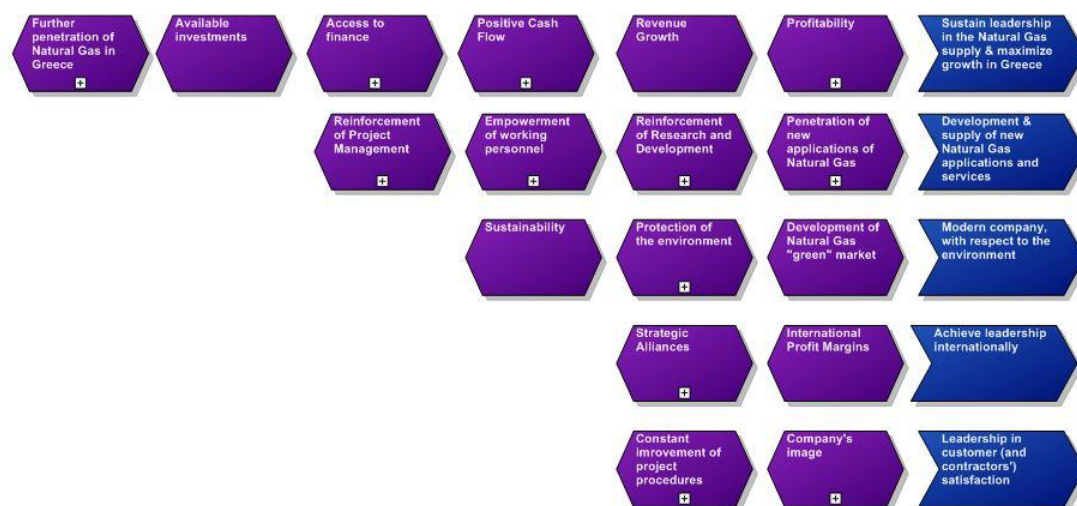 Further
penetration of
Natural Gas in
Greece
Available
investments
Access to
finance
Positive Cash
Flow
Revenue
Growth
Profitability
Sustain leadership
in the Natural Gas
supply & maximize
growth in Greece
Reinforcement
of Project
Management
Empowerment
of working
personnel
Reinforcement
of Research and
Development
Penetration of
new
applications of
Natural Gas
Development &
supply of new
Natural Gas
applications and
services
Sustainability
Protection of
the environment
Development of
Natural Gas
"green" market
Modern company,
with respect to the
environment
Strategic
Alliances
International
Profit Margins
Achieve leadership
internationally
Constant
imrovement of
project
procedures
Company's
image
Leadership in
customer (and
contractors')
satisfaction